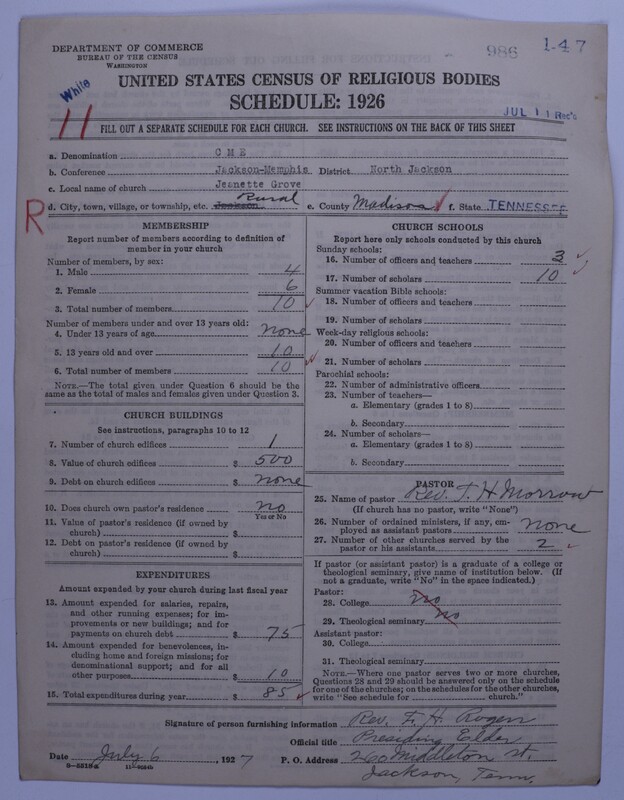 DEPARTMENT OF COMMERCE
BUREAU OF THE CENSUS
WASHINGTON
986
1-47
White
UNITED STATES CENSUS OF RELIGIOUS BODIES
SCHEDULE: 1926
JUL 11 Rec'd
11
FILL OUT A SEPARATE SCHEDULE FOR EACH CHURCH. SEE INSTRUCTIONS ON THE BACK OF THIS SHEET
a. Denomination C M E
b. Conference Jackson-Memphis District North Jackson
c. Local name of church Jeanette Grove
R
d. City, town, village, or township, etc. Jackson Rural e. County Madison f. State TENNESSEE
MEMBERSHIP
Report number of members according to definition of
member in your church
Number of members, by sex:
1. Male 4
2. Female 6
3. Total number of members 10
Number of members under and over 13 years old:
4. Under 13 years of age none
5. 13 years old and over 10
6. Total number of members 10
NOTE.—The total given under Question 6 should be the
same as the total of males and females given under Question 3.
CHURCH BUILDINGS
See instructions, paragraphs 10 to 12
7. Number of church edifices 1
8. Value of church edifices $ 500
9. Debt on church edifices $ none
10. Does church own pastor's residence no
Yes or No
11. Value of pastor's residence (if owned by
church) $
12. Debt on pastor's residence (if owned by
church) $
EXPENDITURES
Amount expended by your church during last fiscal year
13. Amount expended for salaries, repairs,
and other running expenses; for im-
provements or new buildings; and for
payments on church debt $ 75
14. Amount expended for benevolences, in-
cluding home and foreign missions; for
denominational support; and for all
other purposes $ 10
15. Total expenditures during year $ 85
CHURCH SCHOOLS
Report here only schools conducted by this church
Sunday schools:
16. Number of officers and teachers 3
17. Number of scholars 10
Summer vacation Bible schools:
18. Number of officers and teachers
19. Number of scholars
Week-day religious schools:
20. Number of officers and teachers
21. Number of scholars
Parochial schools:
22. Number of administrative officers
23. Number of teachers—
a. Elementary (grades 1 to 8)
b. Secondary
24. Number of scholars—
a. Elementary (grades 1 to 8)
b. Secondary
PASTOR
25. Name of pastor Rev. T. H Morrow
(If church has no pastor, write "None")
26. Number of ordained ministers, if any, em-
ployed as assistant pastors none
27. Number of other churches served by the
pastor or his assistants 2
If pastor (or assistant pastor) is a graduate of a college or
theological seminary, give name of institution below. (If
not a graduate, write "No" in the space indicated.)
Pastor:
28. College no
29. Theological seminary no
Assistant pastor:
30. College
31. Theological seminary
NOTE.—Where one pastor serves two or more churches,
Questions 28 and 29 should be answered only on the schedule
for one of the churches; on the schedules for the other churches,
write "See schedule for church."
Signature of person furnishing information Rev. F. H. Rogers
Official title Presiding Elder
Date July 6, 1927 P. O. Address 260 Middleton St.
Jackson, Tenn.